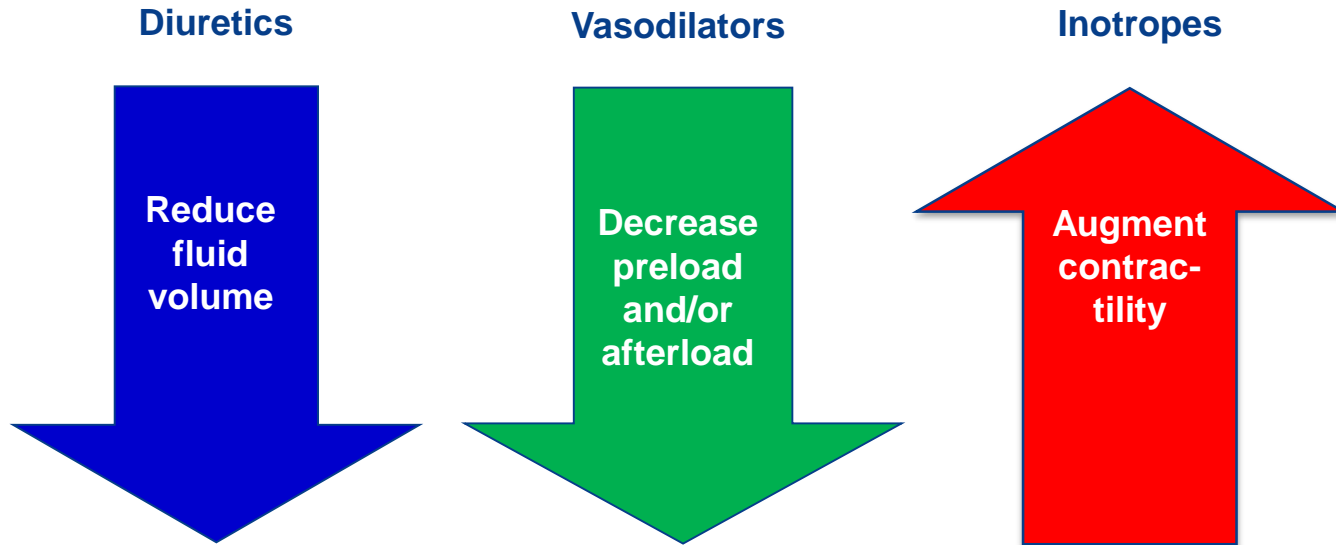 Diuretics
Vasodilators
Inotropes
Reduce
fluid
volume
Decrease
preload
and/or
afterload
Augment
contrac-
tility